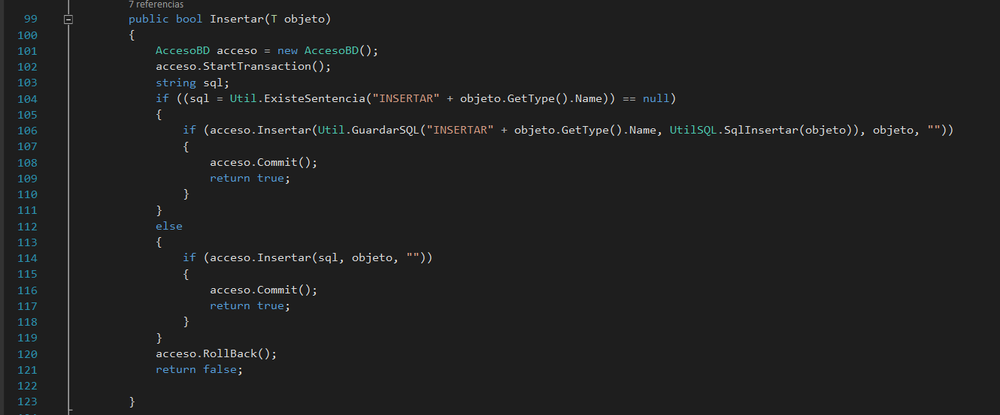 7 referencias
99 public bool Insertar(T objeto)
100 {
101 AccesoBD acceso = new AccesoBD();
102 acceso.StartTransaction();
103 string sql;
104 if ((sql = Util.ExisteSentencia("INSERTAR" + objeto.GetType().Name)) == null)
105 {
106 if (acceso.Insertar(Util.GuardarSQL("INSERTAR" + objeto.GetType().Name, UtilSQL.SqlInsertar(objeto)), objeto, ""))
107 {
108 acceso.Commit();
109 return true;
110 }
111 }
112 else
113 {
114 if (acceso.Insertar(sql, objeto, ""))
115 {
116 acceso.Commit();
117 return true;
118 }
119 }
120 acceso.RollBack();
121 return false;
122
123 }